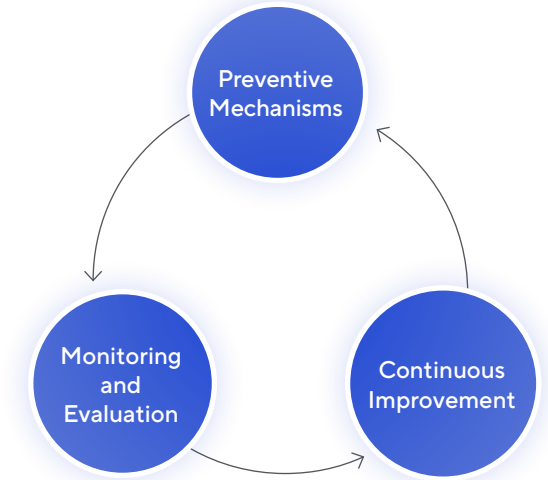 Preventive
Mechanisms
Monitoring
and
Evaluation
Continuous
Improvement